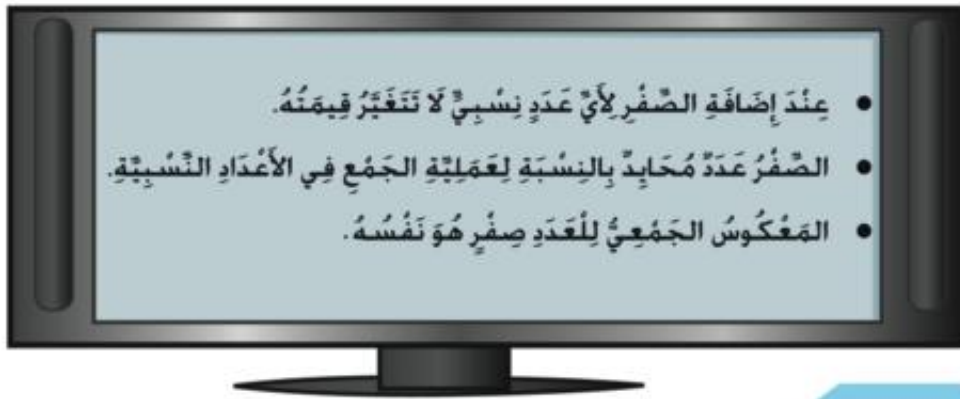 • عِنْدَ إِضَافَةِ الصِّفْرِ لِأَيِّ عَدَدٍ نِسْبِيٍّ لَا تَتَغَيَّرُ قِيمَتُهُ.
• الصِّفْرُ عَدَدٌ مُحَايِدٌ بِالنِسْبَةِ لِعَمَلِيَّةِ الجَمْعِ فِي الأَعْدَادِ النِّسْبِيَّةِ.
• المَعْكُوسُ الجَمْعِيُّ لِلْعَدَدِ صِفْرٍ هُوَ نَفْسُهُ.